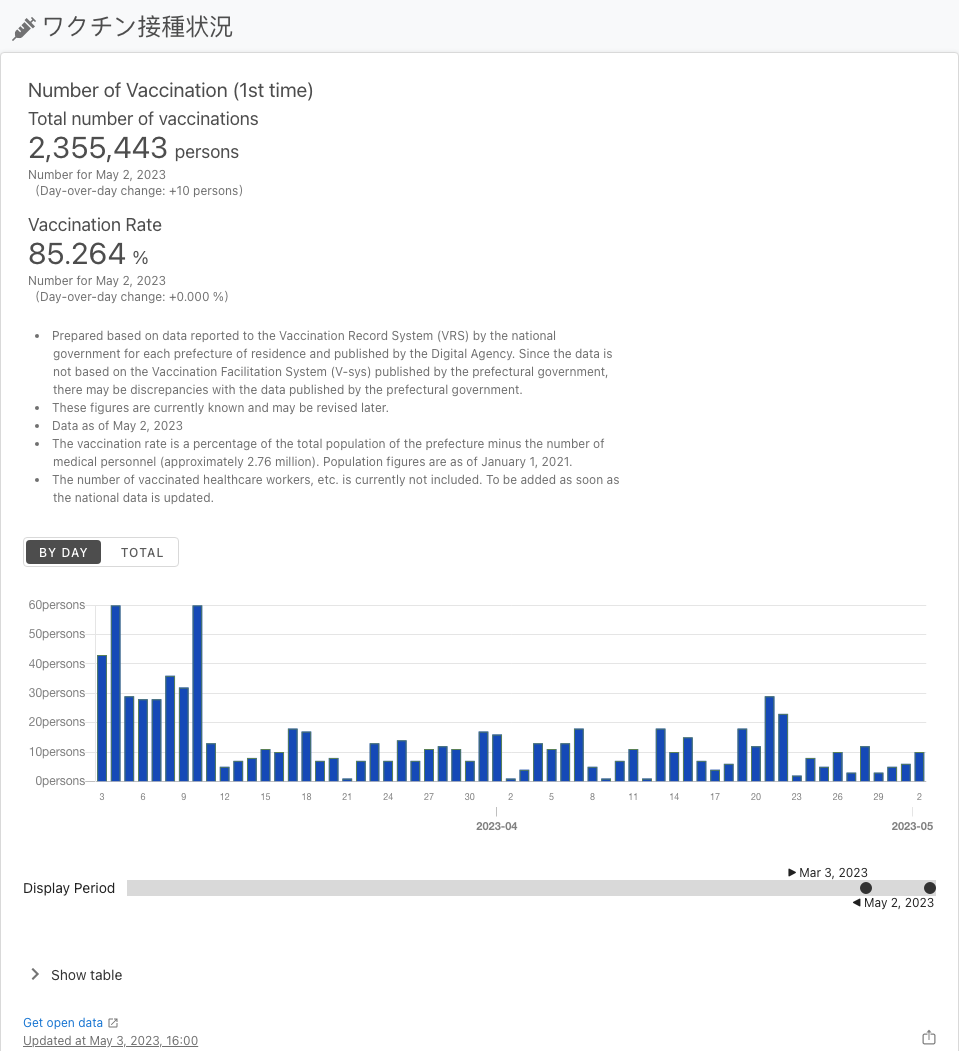 ワクチン接種状況
Number of Vaccination (1st time)
Total number of vaccinations
2,355,443 persons
Number for May 2, 2023
(Day-over-day change: +10 persons)
Vaccination Rate
85.264 %
Number for May 2, 2023
(Day-over-day change: +0.000 %)
• Prepared based on data reported to the Vaccination Record System (VRS) by the national
government for each prefecture of residence and published by the Digital Agency. Since the data is
not based on the Vaccination Facilitation System (V-sys) published by the prefectural government,
there may be discrepancies with the data published by the prefectural government.
• These figures are currently known and may be revised later.
• Data as of May 2, 2023
• The vaccination rate is a percentage of the total population of the prefecture minus the number of
medical personnel (approximately 2.76 million). Population figures are as of January 1, 2021.
• The number of vaccinated healthcare workers, etc. is currently not included. To be added as soon as
the national data is updated.
BY DAY TOTAL
60persons
50persons
40persons
30persons
20persons
10persons
0persons
3 6 9 12 15 18 21 24 27 30 2 5 8 11 14 17 20 23 26 29 2
2023-04 2023-05
Mar 3, 2023
Display Period
May 2, 2023
Show table
Get open data
Updated at May 3, 2023, 16:00